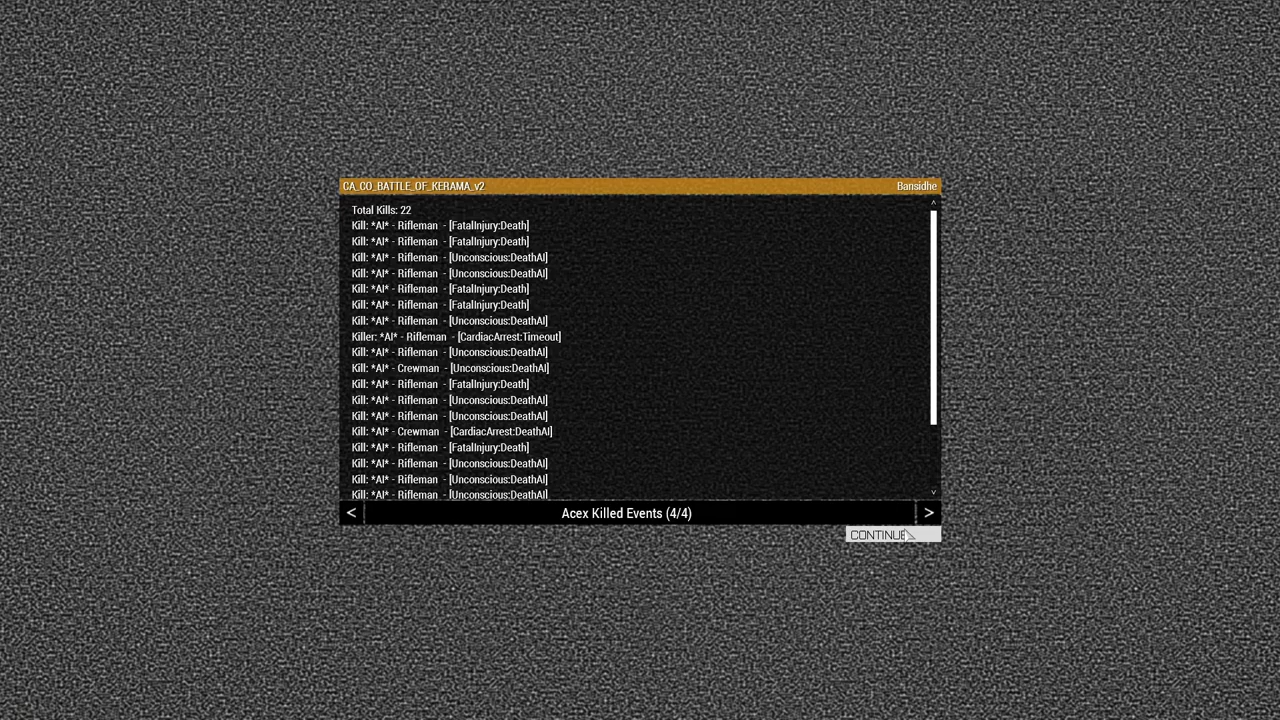 CA_CO_BATTLE_OF_KERAMA_v2 Bansidhe
Total Kills: 22
Kill: *AI* - Rifleman - [FatalInjury:Death]
Kill: *AI* - Rifleman - [FatalInjury:Death]
Kill: *AI* - Rifleman - [Unconscious:DeathAI]
Kill: *AI* - Rifleman - [Unconscious:DeathAI]
Kill: *AI* - Rifleman - [FatalInjury:Death]
Kill: *AI* - Rifleman - [FatalInjury:Death]
Kill: *AI* - Rifleman - [Unconscious:DeathAI]
Killer: *AI* - Rifleman - [CardiacArrest:Timeout]
Kill: *AI* - Rifleman - [Unconscious:DeathAI]
Kill: *AI* - Crewman - [Unconscious:DeathAI]
Kill: *AI* - Rifleman - [FatalInjury:Death]
Kill: *AI* - Rifleman - [Unconscious:DeathAI]
Kill: *AI* - Rifleman - [Unconscious:DeathAI]
Kill: *AI* - Crewman - [CardiacArrest:DeathAI]
Kill: *AI* - Rifleman - [FatalInjury:Death]
Kill: *AI* - Rifleman - [Unconscious:DeathAI]
Kill: *AI* - Rifleman - [Unconscious:DeathAI]
Kill: *AI* - Rifleman - [Unconscious:DeathAI]
< Acex Killed Events (4/4) >
CONTINUE